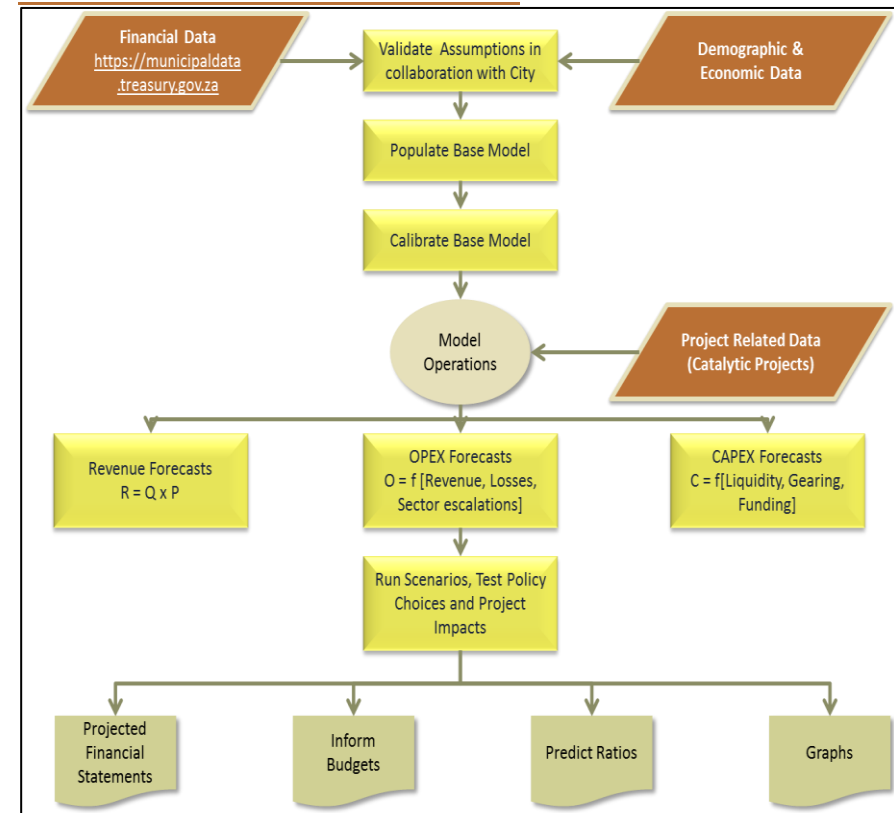 Financial Data
https://municipaldata
.treasury.gov.za
Validate Assumptions in
collaboration with City
Demographic &
Economic Data
Populate Base Model
Calibrate Base Model
Model
Operations
Project Related Data
(Catalytic Projects)
Revenue Forecasts
R = Q x P
OPEX Forecasts
O = f [Revenue, Losses,
Sector escalations]
CAPEX Forecasts
C = f[Liquidity, Gearing,
Funding]
Run Scenarios, Test Policy
Choices and Project
Impacts
Projected
Financial
Statements
Inform
Budgets
Predict Ratios
Graphs